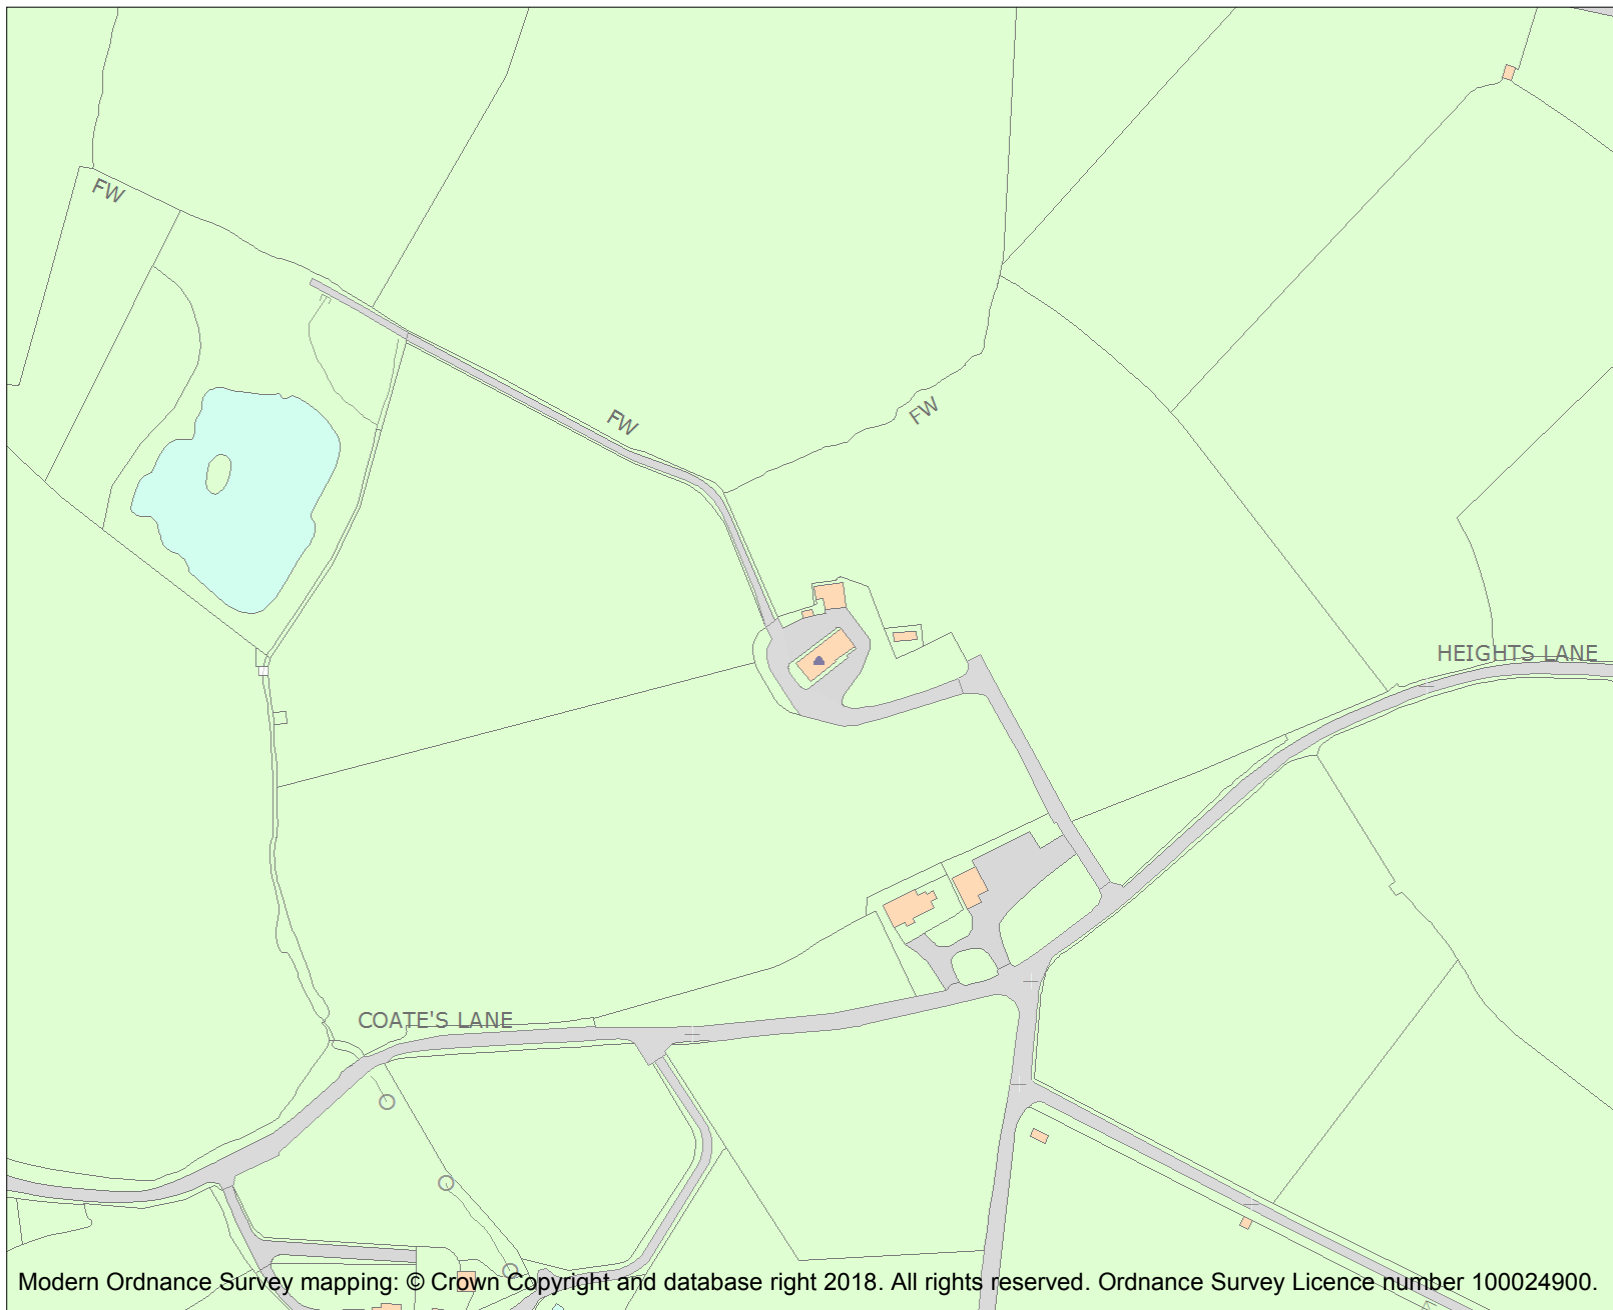 FW
FW
FW
HEIGHTS LANE
COATE'S LANE
Modern Ordnance Survey mapping: © Crown Copyright and database right 2018. All rights reserved. Ordnance Survey Licence number 100024900.